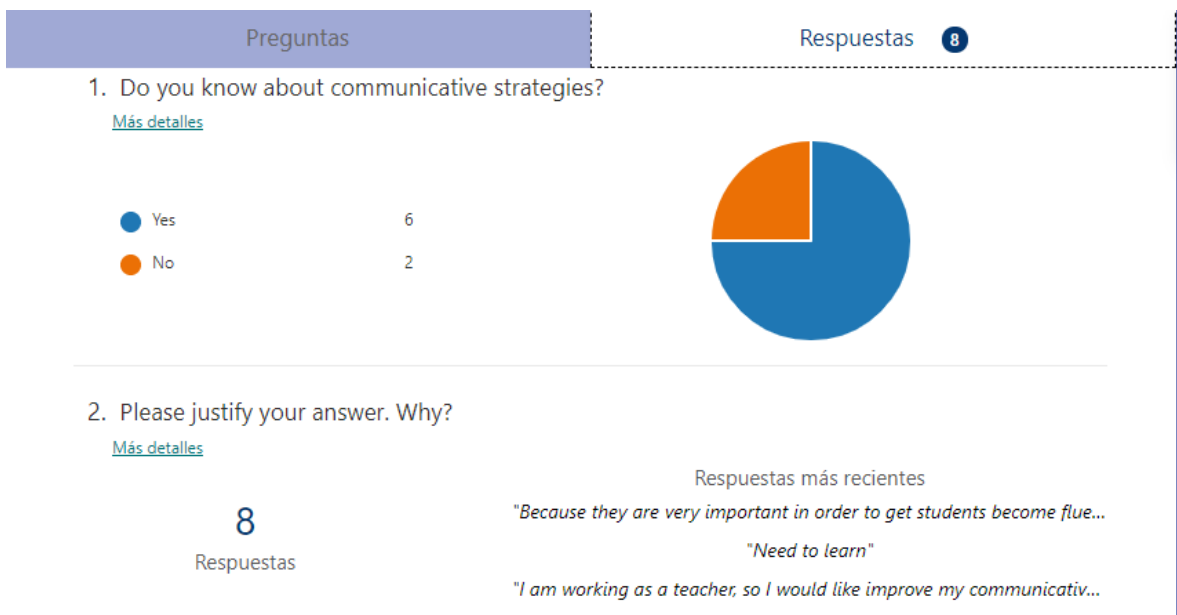 Preguntas
Respuestas 8
1. Do you know about communicative strategies?
Más detalles
Yes 6
No 2
2. Please justify your answer. Why?
Más detalles
8
Respuestas
Respuestas más recientes
"Because they are very important in order to get students become flue...
"Need to learn"
"I am working as a teacher, so I would like improve my communicativ...